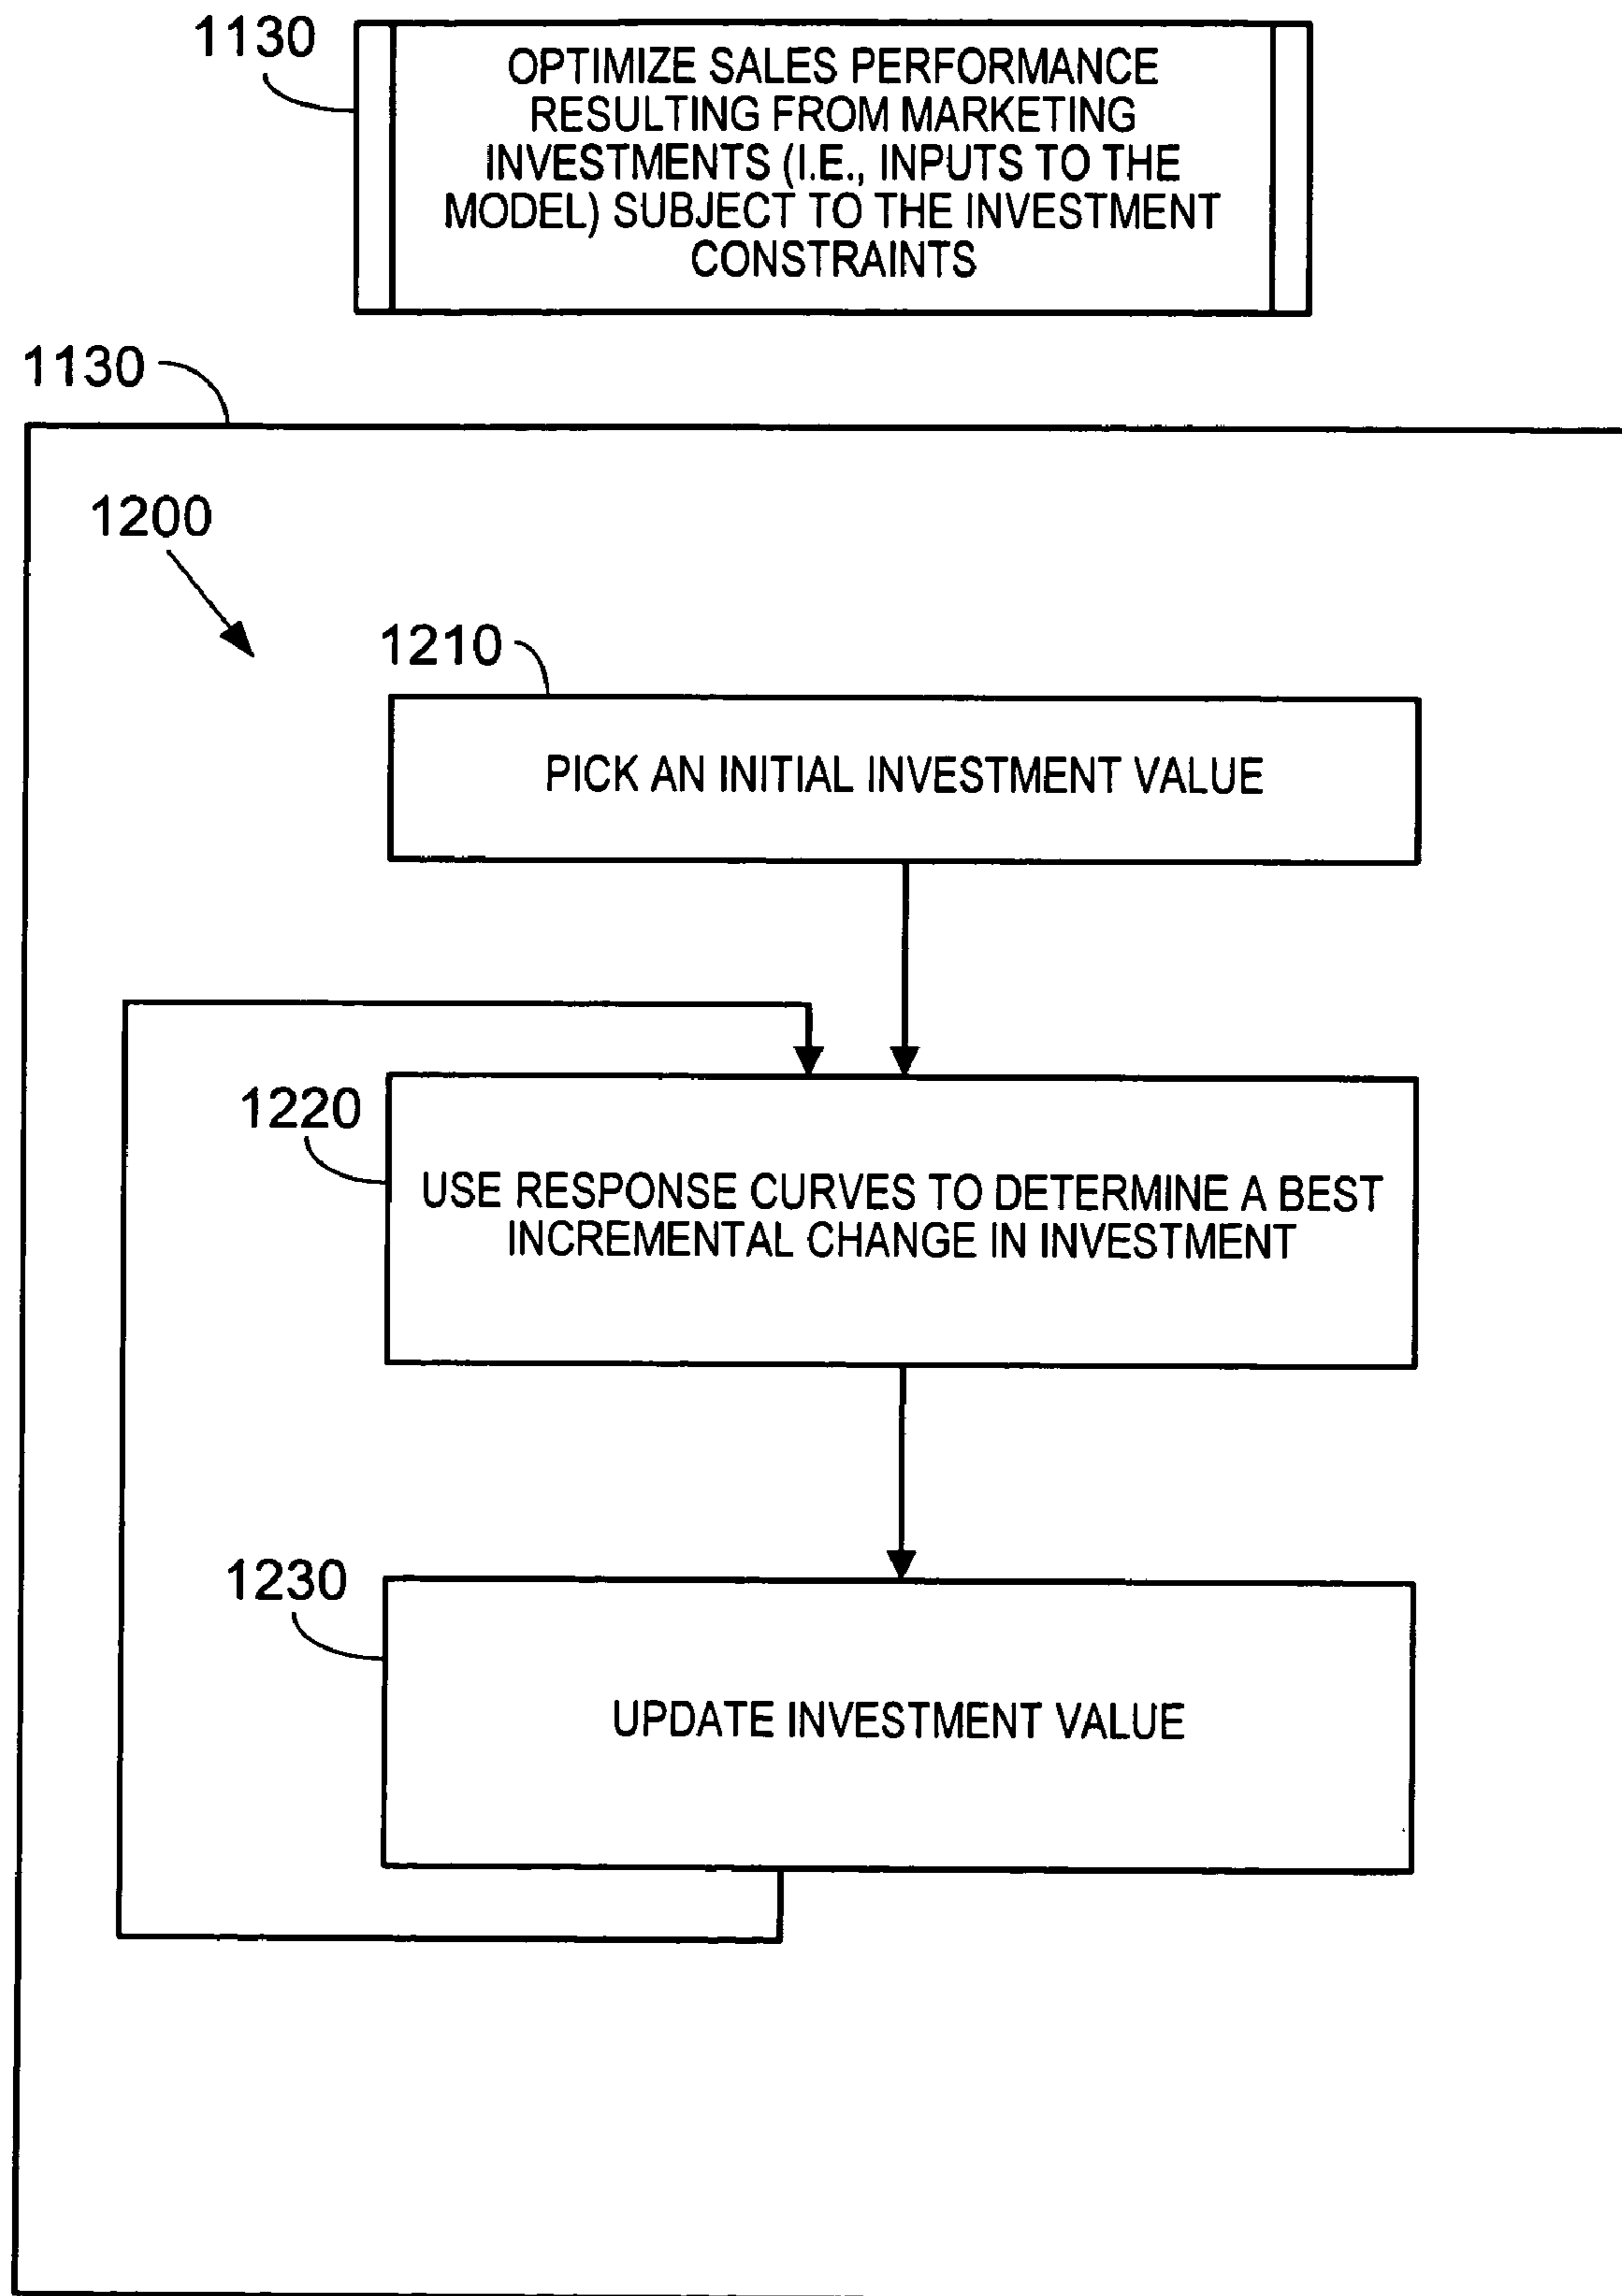 1130
OPTIMIZE SALES PERFORMANCE
RESULTING FROM MARKETING
INVESTMENTS (I.E., INPUTS TO THE
MODEL) SUBJECT TO THE INVESTMENT
CONSTRAINTS
1130
1200
1210
PICK AN INITIAL INVESTMENT VALUE
1220
USE RESPONSE CURVES TO DETERMINE A BEST
INCREMENTAL CHANGE IN INVESTMENT
1230
UPDATE INVESTMENT VALUE